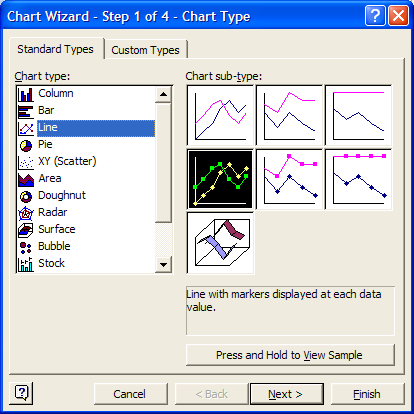 Chart Wizard - Step 1 of 4 - Chart Type
Standard Types
Custom Types
Chart type:
Chart sub-type:
Column
Bar
Line
Pie
XY (Scatter)
Area
Doughnut
Radar
Surface
Bubble
Stock
Line with markers displayed at each data
value.
Press and Hold to View Sample
Cancel
< Back
Next >
Finish